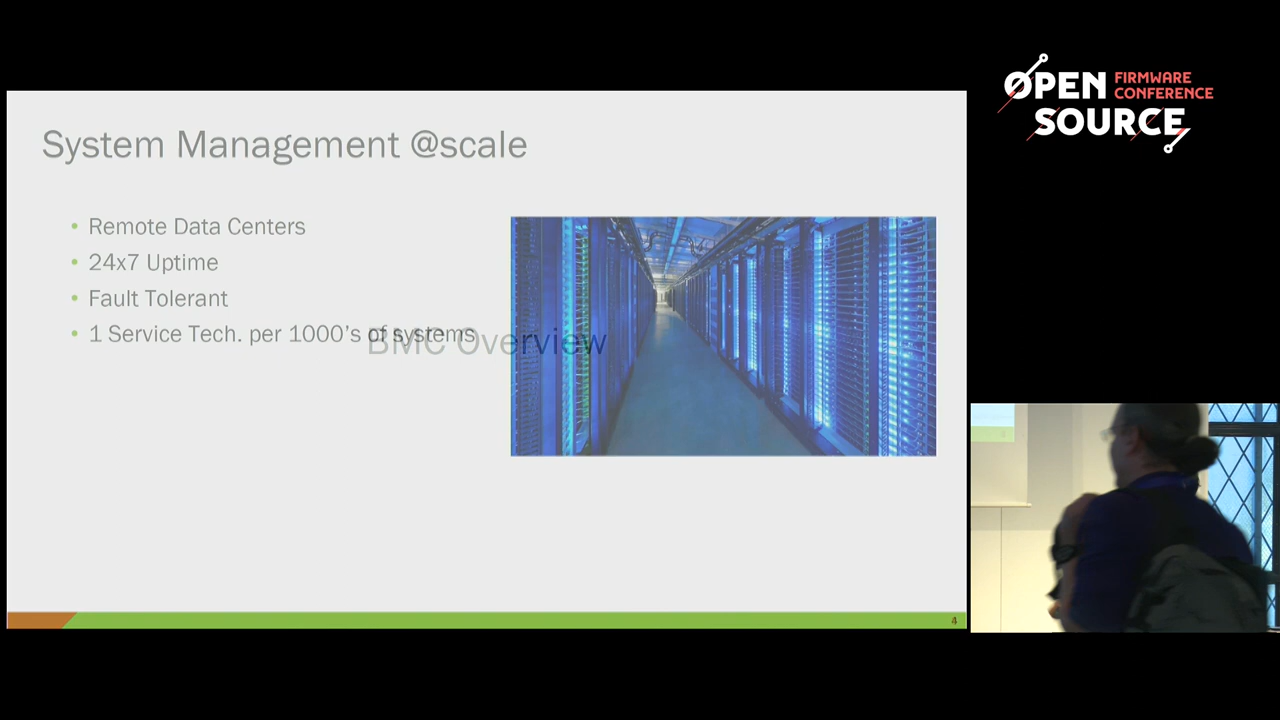 System Management @scale
• Remote Data Centers
• 24x7 Uptime
• Fault Tolerant
• 1 Service Tech. per 1000's of systems
BMC Overview
4
OPEN FIRMWARE CONFERENCE
SOURCE